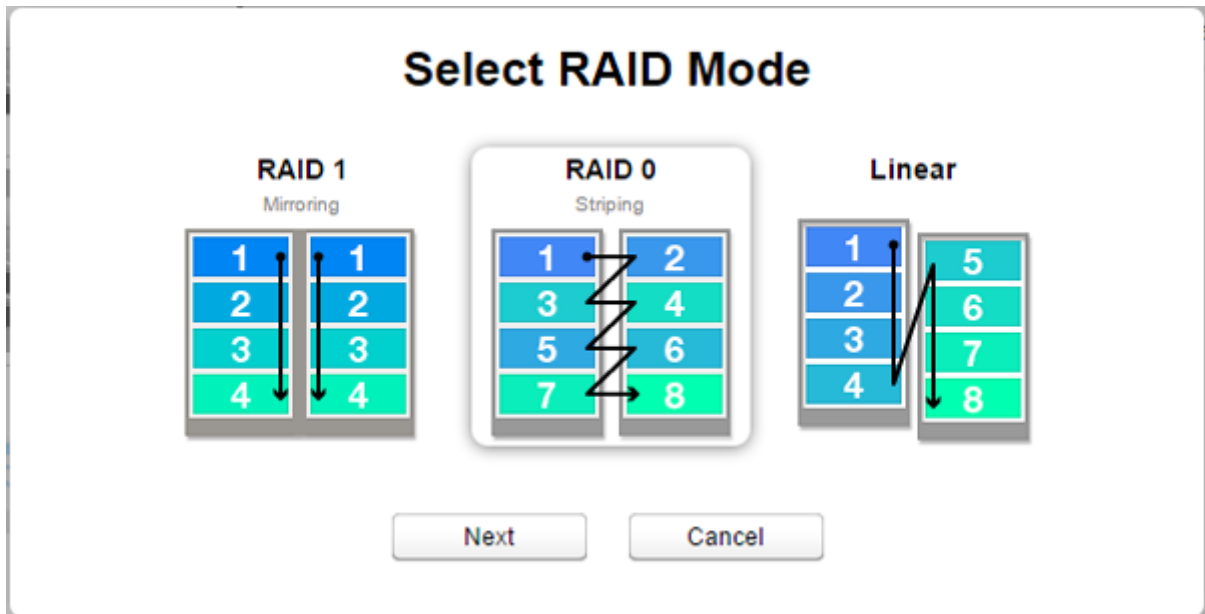 Select RAID Mode
RAID 1
Mirroring
1 1
2 2
3 3
4 4
RAID 0
Striping
1 2
3 4
5 6
7 8
Linear
1 5
2 6
3 7
4 8
Next
Cancel